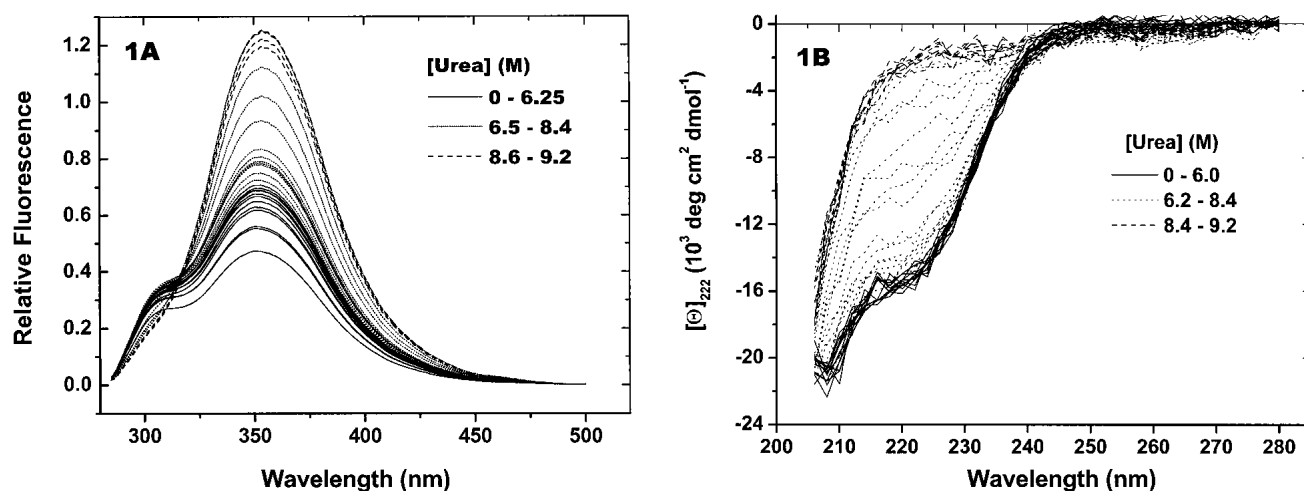 1A
[Urea] (M)
0 - 6.25
6.5 - 8.4
8.6 - 9.2
Relative Fluorescence
1.2
1.0
0.8
0.6
0.4
0.2
0.0
300
350
400
450
500
Wavelength (nm)
1B
[Urea] (M)
0 - 6.0
6.2 - 8.4
8.4 - 9.2
[Θ]222 (10³ deg cm² dmol⁻¹)
0
-4
-8
-12
-16
-20
-24
200
210
220
230
240
250
260
270
280
Wavelength (nm)